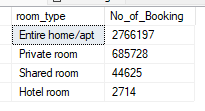 room_type No_of_Booking
Entire home/apt 2766197
Private room 685728
Shared room 44625
Hotel room 2714